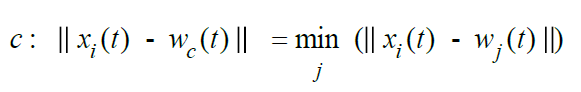 c : || x_i(t) - w_c(t) || = min_j (|| x_i(t) - w_j(t) ||)